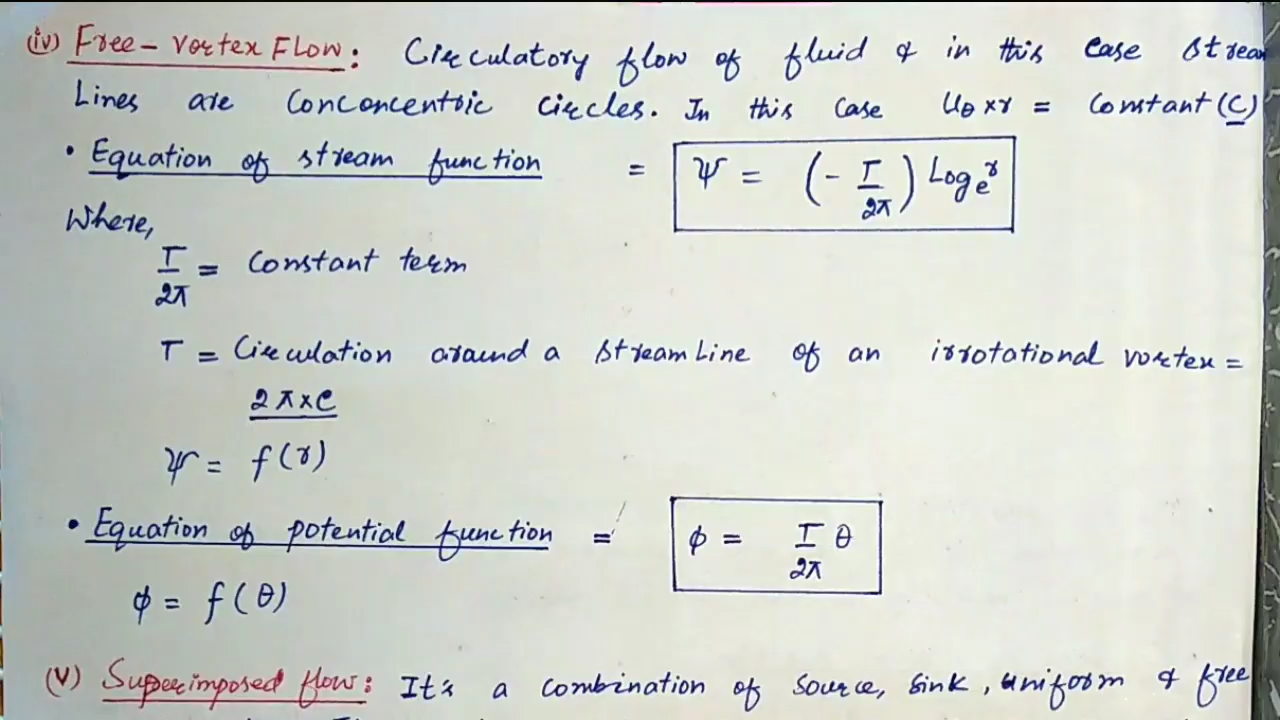 (iv) Free-Vortex Flow: Circulatory flow of fluid & in this case stream
Lines are Conconcentric circles. In this case Uθ×r = Constant (C)
• Equation of stream function = ψ = (- Γ/2π) Loge r
Where,
Γ/2π = Constant term
Γ = Circulation around a streamLine of an irrotational vortex =
2π×C
ψ = f(r)
• Equation of potential function = ϕ = Γ/2π θ
ϕ = f(θ)
(V) Superimposed flow: It's a combination of source, sink, uniform & free